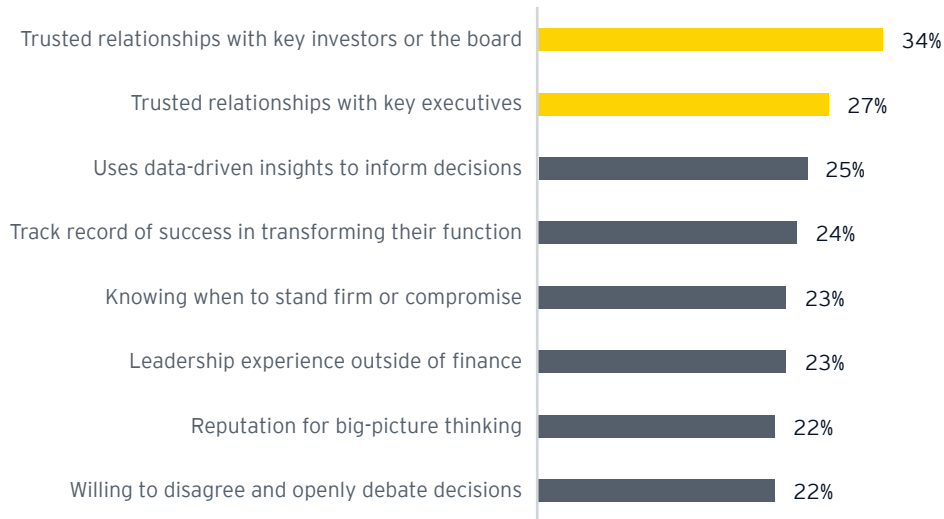 Trusted relationships with key investors or the board 34%
Trusted relationships with key executives 27%
Uses data-driven insights to inform decisions 25%
Track record of success in transforming their function 24%
Knowing when to stand firm or compromise 23%
Leadership experience outside of finance 23%
Reputation for big-picture thinking 22%
Willing to disagree and openly debate decisions 22%